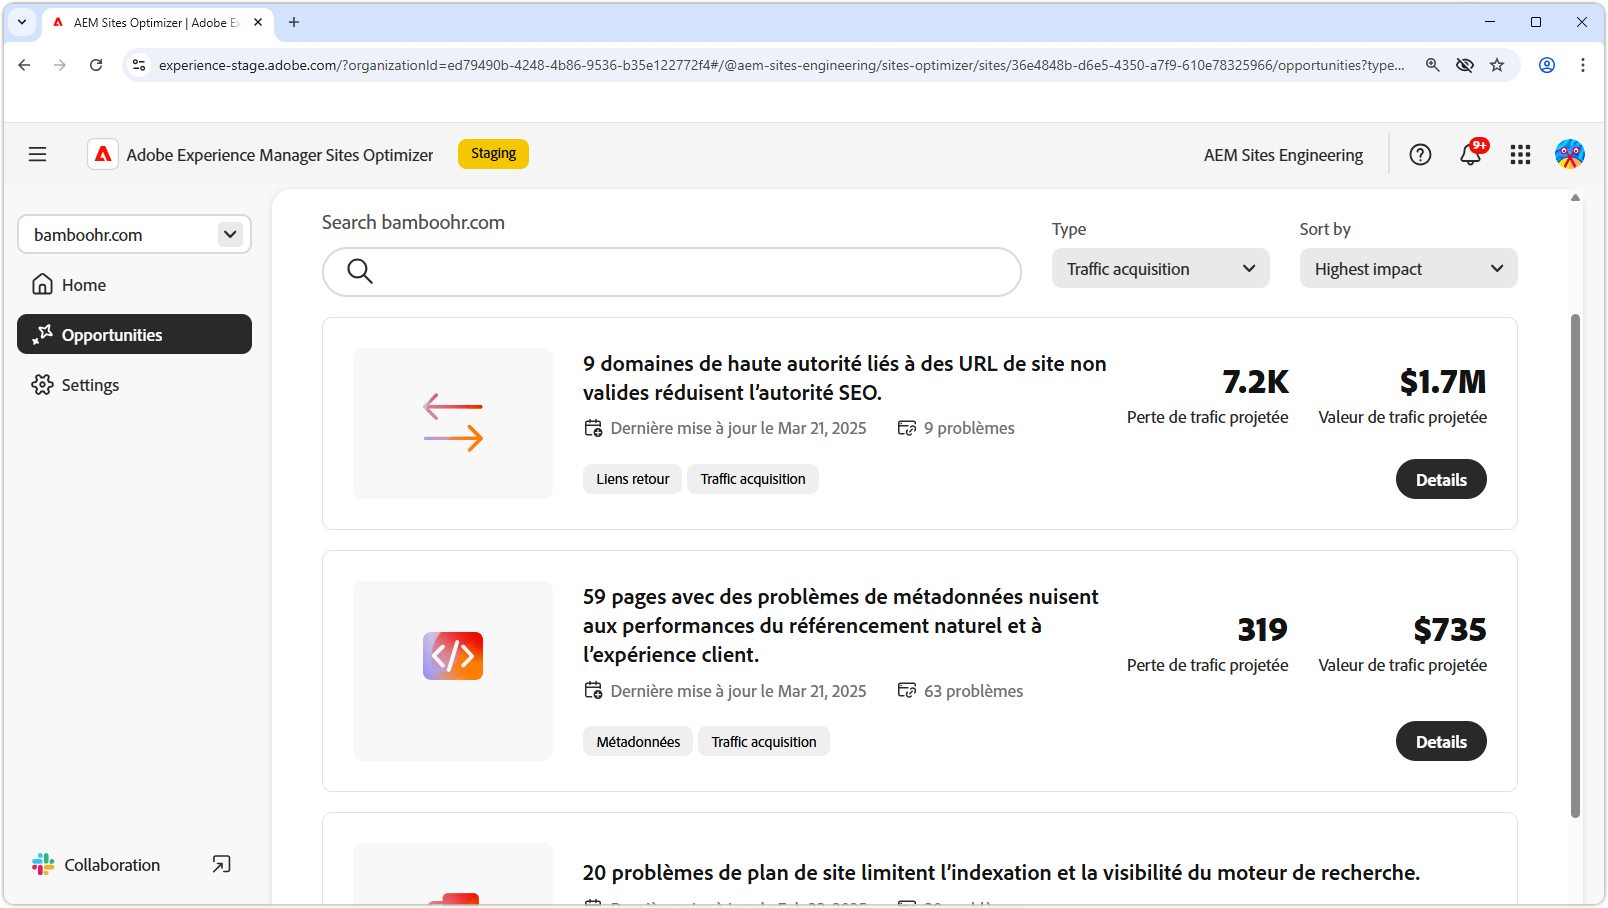 AEM Sites Optimizer | Adobe Ex
experience-stage.adobe.com/?organizationId=ed79490b-4248-4b86-9536-b35e122772f4#/@aem-sites-engineering/sites-optimizer/sites/36e4848b-d6e5-4350-a7f9-610e78325966/opportunities?type...
Adobe Experience Manager Sites Optimizer
Staging
AEM Sites Engineering
9+
bamboohr.com
Home
Opportunities
Settings
Collaboration
Search bamboohr.com
Type
Traffic acquisition
Sort by
Highest impact
9 domaines de haute autorité liés à des URL de site non
valides réduisent l’autorité SEO.
Dernière mise à jour le Mar 21, 2025
9 problèmes
Liens retour
Traffic acquisition
7.2K
Perte de trafic projetée
$1.7M
Valeur de trafic projetée
Details
59 pages avec des problèmes de métadonnées nuisent
aux performances du référencement naturel et à
l’expérience client.
Dernière mise à jour le Mar 21, 2025
63 problèmes
Métadonnées
Traffic acquisition
319
Perte de trafic projetée
$735
Valeur de trafic projetée
Details
20 problèmes de plan de site limitent l’indexation et la visibilité du moteur de recherche.